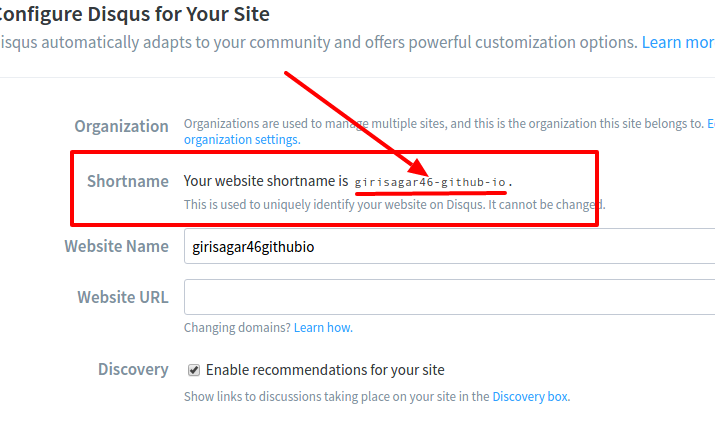 Configure Disqus for Your Site
isqus automatically adapts to your community and offers powerful customization options. Learn mor
Organization
Organizations are used to manage multiple sites, and this is the organization this site belongs to. E
organization settings.
Shortname
Your website shortname is girisagar46-github-io.
This is used to uniquely identify your website on Disqus. It cannot be changed.
Website Name
girisagar46githubio
Website URL
Changing domains? Learn how.
Discovery
Enable recommendations for your site
Show links to discussions taking place on your site in the Discovery box.